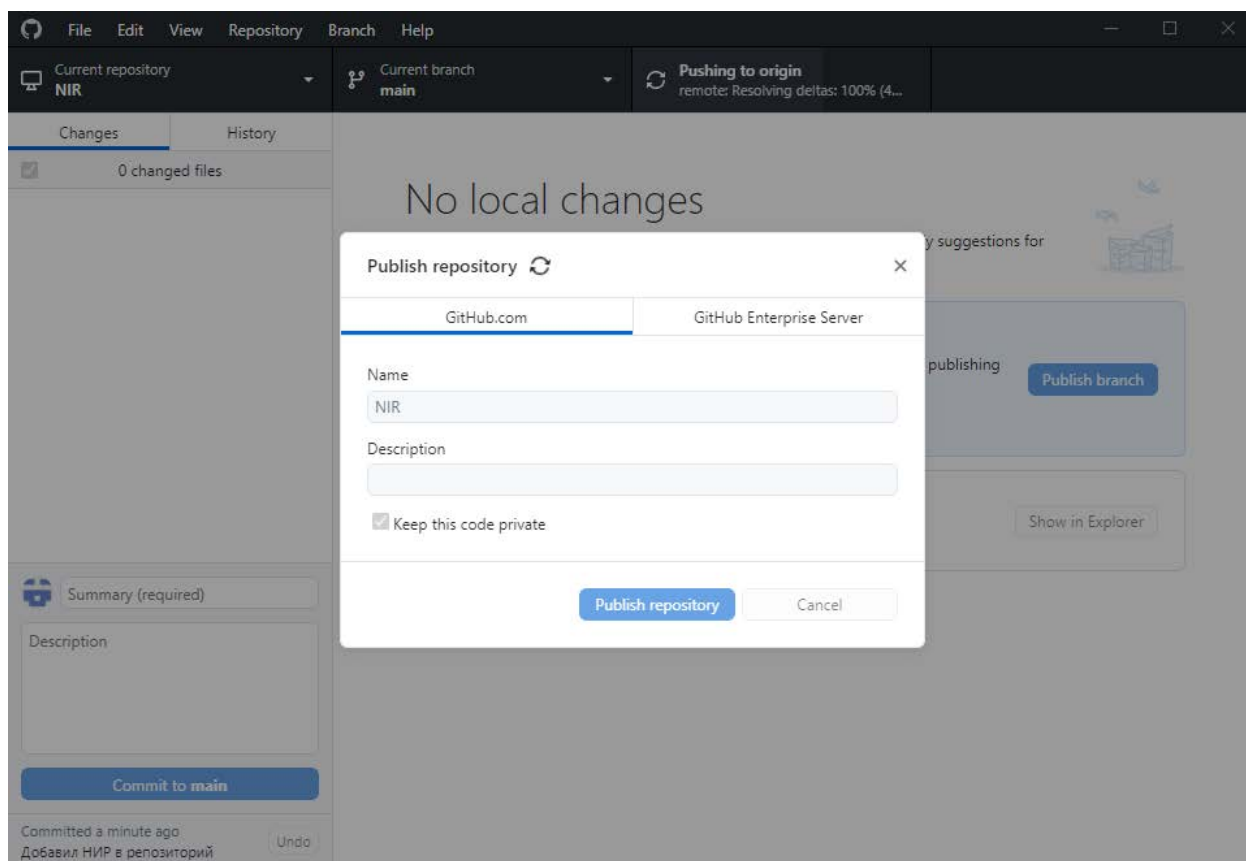 File Edit View Repository Branch Help
Current repository
NIR
Current branch
main
Pushing to origin
remote: Resolving deltas: 100% (4...
Changes History
0 changed files
No local changes
y suggestions for
Publish repository
GitHub.com GitHub Enterprise Server
Name
NIR
Description
Keep this code private
Publish repository Cancel
publishing
Publish branch
Show in Explorer
Summary (required)
Description
Commit to main
Committed a minute ago
Добавил НИР в репозиторий
Undo